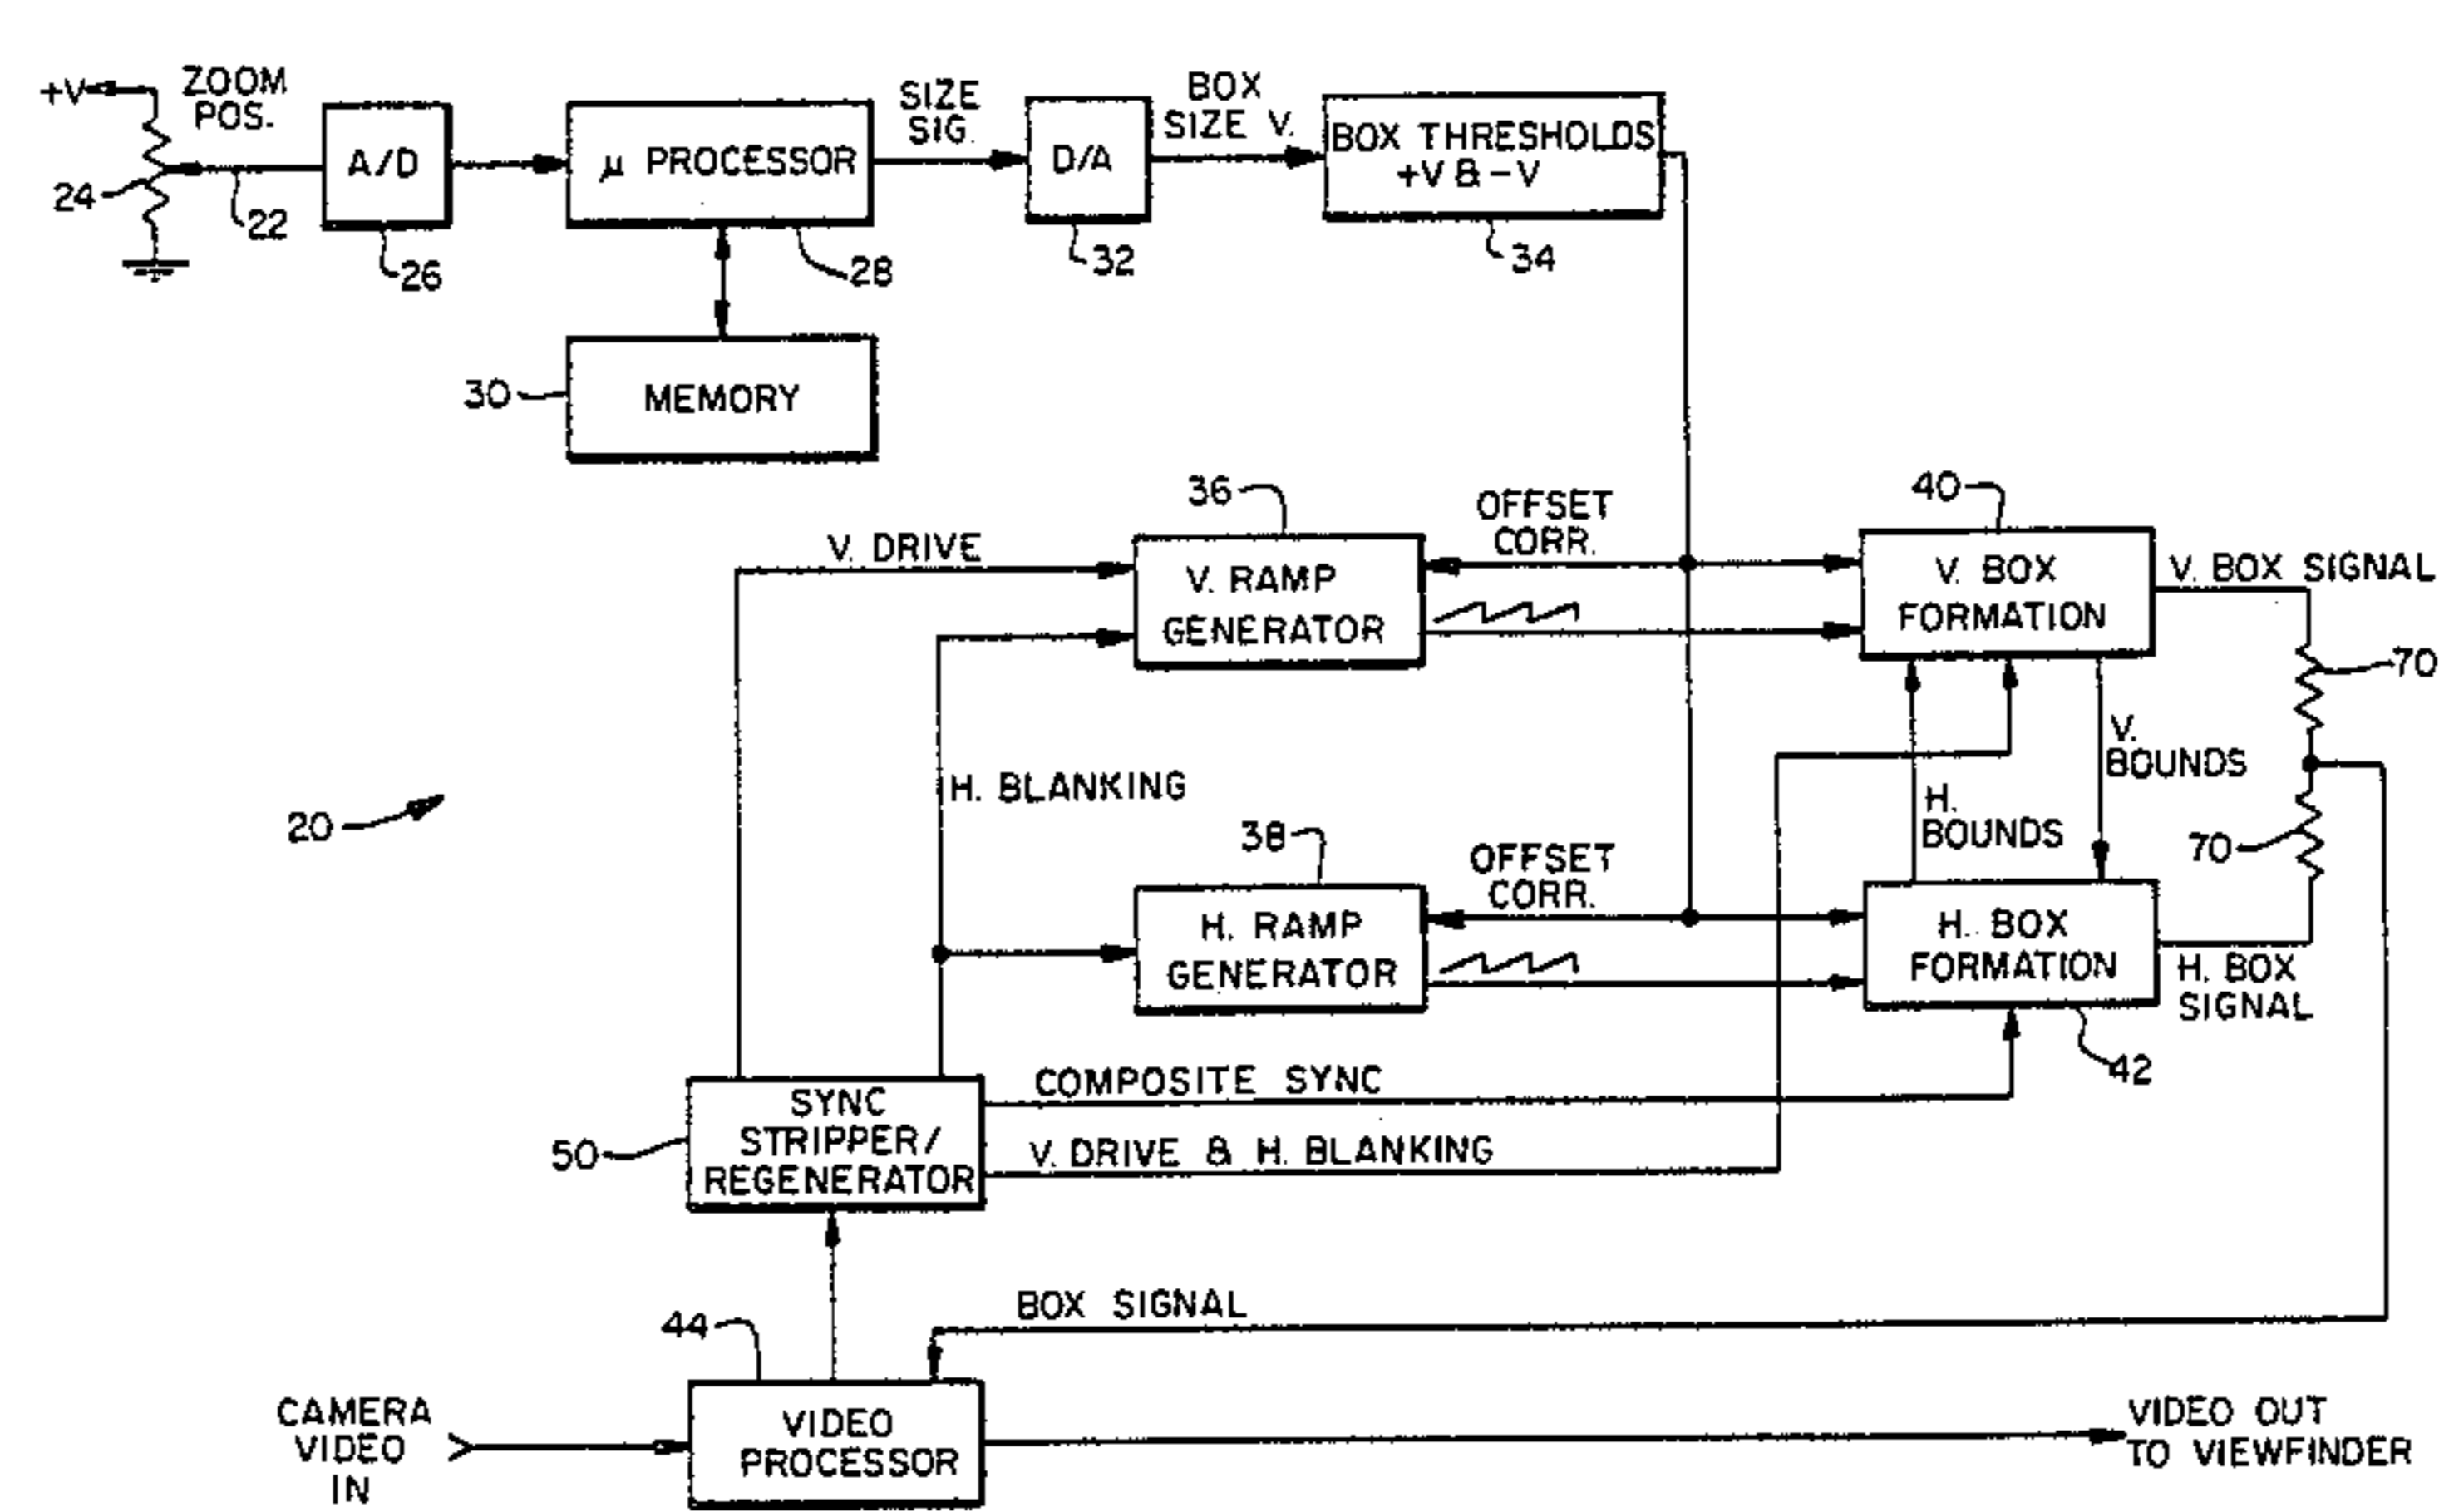 +V
ZOOM
POS.
24
22
A/D
26
µ PROCESSOR
28
SIZE
SIG.
D/A
32
BOX
SIZE V.
BOX THRESHOLDS
+V & -V
34
30
MEMORY
36
V. DRIVE
V. RAMP
GENERATOR
OFFSET
CORR.
40
V. BOX
FORMATION
V. BOX SIGNAL
70
V.
BOUNDS
H. BLANKING
H.
BOUNDS
20
38
H. RAMP
GENERATOR
OFFSET
CORR.
H. BOX
FORMATION
70
H. BOX
SIGNAL
42
50
SYNC
STRIPPER/
REGENERATOR
COMPOSITE SYNC
V. DRIVE & H. BLANKING
BOX SIGNAL
44
CAMERA
VIDEO
IN
VIDEO
PROCESSOR
VIDEO OUT
TO VIEWFINDER